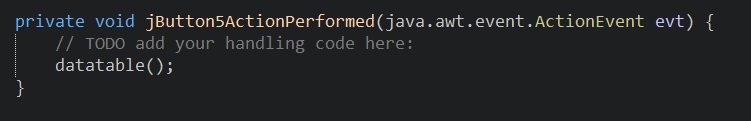 private void jButton5ActionPerformed(java.awt.event.ActionEvent evt) {
    // TODO add your handling code here:
    datatable();
}